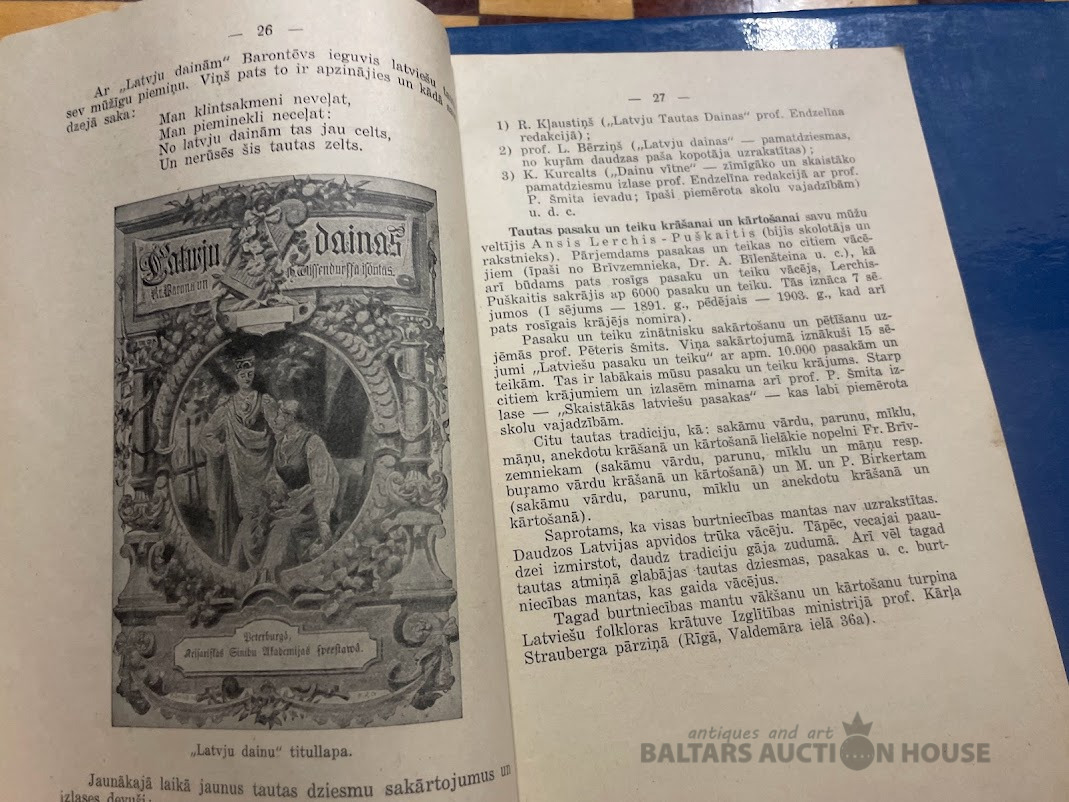 — 26 —
Ar „Latvju dainām" Barontēvs ieguvis latviešu
sev mūžīgu piemiņu. Viņš pats to ir apzinājies un kādā
dzejā saka:
Man klintsakmeni neveļat,
Man pieminekli neceļat:
No latvju dainām tas jau celts,
Un nerūsēs šis tautas zelts.
Latwju dainas
Kr. Barona un H. Wissendorffa isdotas.
Peterburgâ,
Keisariskas Sinibu Akademijas speestawâ.
„Latvju dainu" titullapa.
Jaunākajā laikā jaunus tautas dziesmu sakārtojumus un
izlases devuši:
— 27 —
1) R. Kļaustiņš („Latvju Tautas Dainas" prof. Endzelīna
redakcijā) ;
2) prof. L. Bērziņš („Latvju dainas" — pamatdziesmas,
no kuŗām daudzas paša kopotāja uzrakstītas) ;
3) K. Kurcalts („Dainu vītne" — zīmīgāko un skaistāko
pamatdziesmu izlase prof. Endzelīna redakcijā ar prof.
P. Šmita ievadu; īpaši piemērota skolu vajadzībām)
u. d. c.
Tautas pasaku un teiku krāšanai un kārtošanai savu mūžu
veltījis Ansis Lerchis-Puškaitis (bijis skolotājs un
rakstnieks). Pārjemdams pasakas un teikas no citiem vācē-
jiem (īpaši no Brīvzemnieka, Dr. A. Bīlenšteina u. c.), kā
arī būdams pats rosīgs pasaku un teiku vācējs, Lerchis-
Puškaitis sakrājis ap 6000 pasaku un teiku. Tās iznāca 7 sē-
jumos (I sējums — 1891. g., pēdējais — 1903. g., kad arī
pats rosīgais krājējs nomira).
Pasaku un teiku zinātnisku sakārtošanu un pētīšanu uz-
jēmās prof. Pēteris Šmits. Viņa sakārtojumā iznākuši 15 sē-
jumi „Latviešu pasaku un teiku" ar apm. 10.000 pasakām un
teikām. Tas ir labākais mūsu pasaku un teiku krājums. Starp
citiem krājumiem un izlasēm minama arī prof. P. Šmita iz-
lase — „Skaistākās latviešu pasakas" — kas labi piemērota
skolu vajadzībām.
Citu tautas tradiciju, kā: sakāmu vārdu, parunu, mīklu,
māņu, anekdotu krāšanā un kārtošanā lielākie nopelni Fr. Brīv-
zemniekam (sakāmu vārdu, parunu, mīklu un māņu resp.
buŗamo vārdu krāšanā un kārtošanā) un M. un P. Birkertam
(sakāmu vārdu, parunu, mīklu un anekdotu krāšanā un
kārtošanā).
Saprotams, ka visas burtniecības mantas nav uzrakstītas.
Daudzos Latvijas apvidos trūka vācēju. Tāpēc, vecajai paau-
dzei izmirstot, daudz tradiciju gāja zudumā. Arī vēl tagad
tautas atmiņā glabājas tautas dziesmas, pasakas u. c. burt-
niecības mantas, kas gaida vācējus.
Tagad burtniecības mantu vākšanu un kārtošanu turpina
Latviešu folkloras krātuve Izglītības ministrijā prof. Kārļa
Strauberga pārziņā (Rīgā, Valdemāra ielā 36a).
antiques and art
BALTARS AUCTION HOUSE